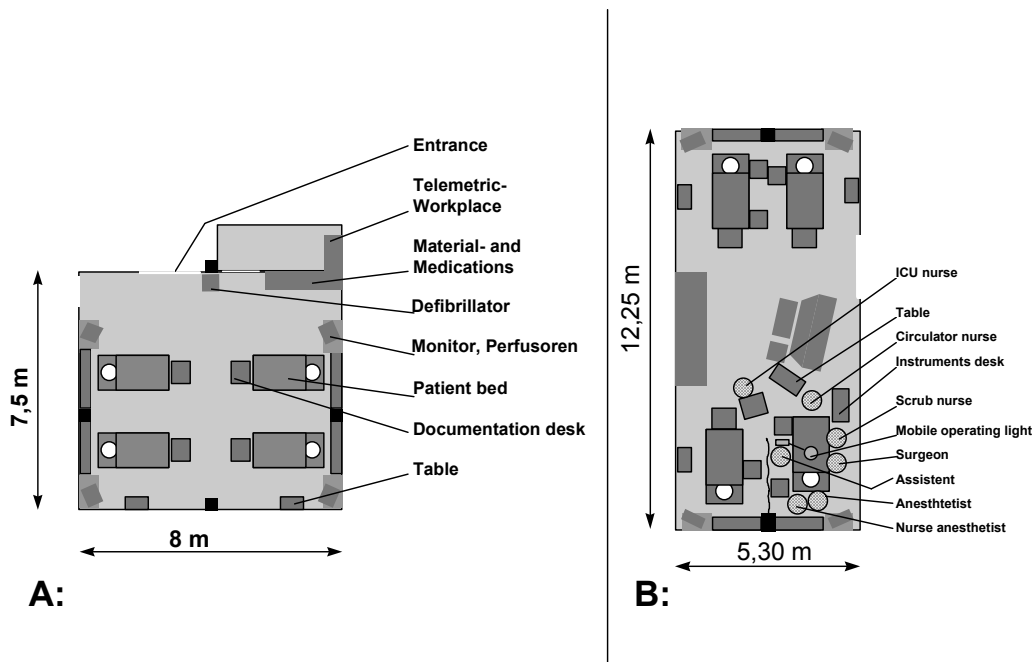 Entrance
Telemetric-
Workplace
Material- and
Medications
Defibrillator
Monitor, Perfusoren
Patient bed
Documentation desk
Table
7,5 m
8 m
A:
12,25 m
ICU nurse
Table
Circulator nurse
Instruments desk
Scrub nurse
Mobile operating light
Surgeon
Assistent
Anesthtetist
Nurse anesthetist
5,30 m
B: